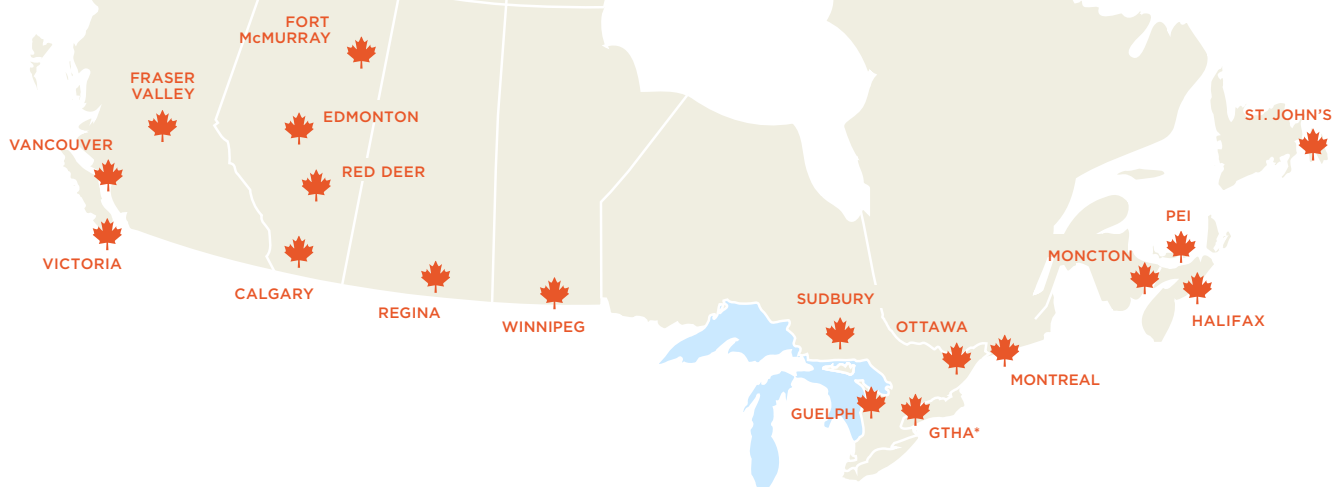 FORT
McMURRAY
FRASER
VALLEY
EDMONTON
ST. JOHN'S
VANCOUVER
RED DEER
PEI
MONCTON
VICTORIA
CALGARY
SUDBURY
REGINA
HALIFAX
WINNIPEG
OTTAWA
MONTREAL
GUELPH
GTHA*